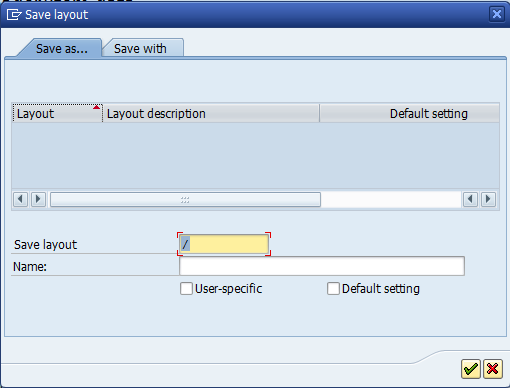 Save layout
Save as... Save with
Layout Layout description Default setting
Save layout /
Name:
User-specific Default setting